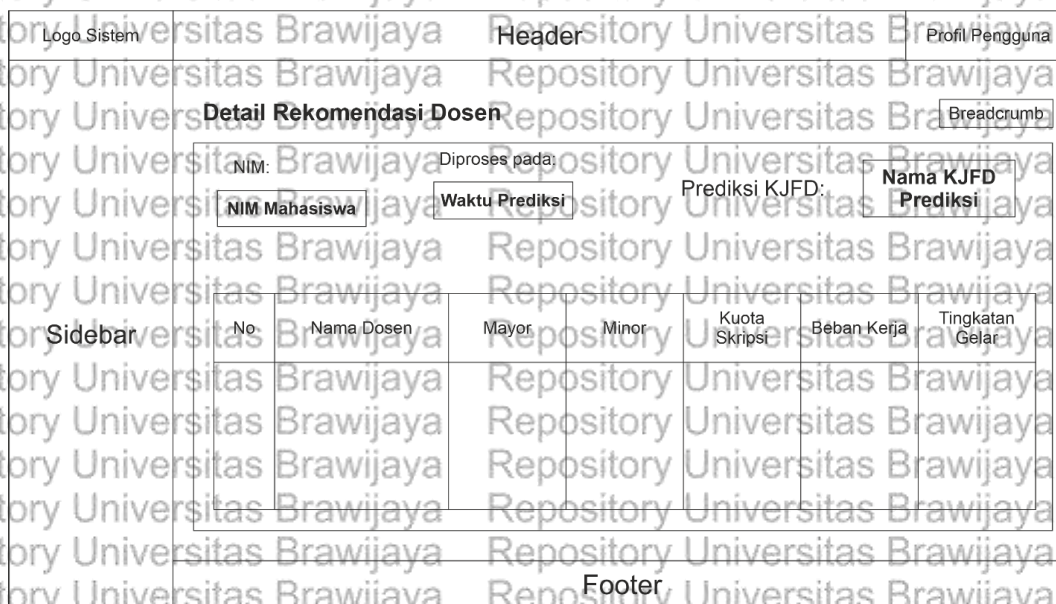 Logo Sistem
Header
Profil Pengguna
Detail Rekomendasi Dosen
Breadcrumb
NIM:
Diproses pada:
Prediksi KJFD:
Nama KJFD
Prediksi
NIM Mahasiswa
Waktu Prediksi
Sidebar
No
Nama Dosen
Mayor
Minor
Kuota
Skripsi
Beban Kerja
Tingkatan
Gelar
Footer
Repository Universitas Brawijaya